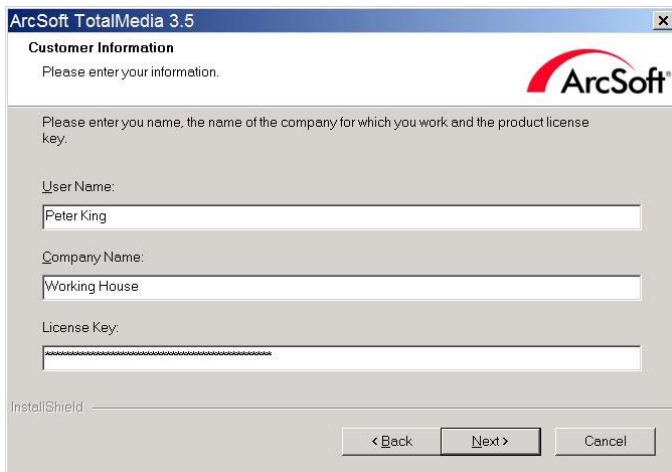 ArcSoft TotalMedia 3.5
Customer Information
Please enter your information.
ArcSoft®
Please enter you name, the name of the company for which you work and the product license
key.
User Name:
Peter King
Company Name:
Working House
License Key:
InstallShield
< Back
Next >
Cancel